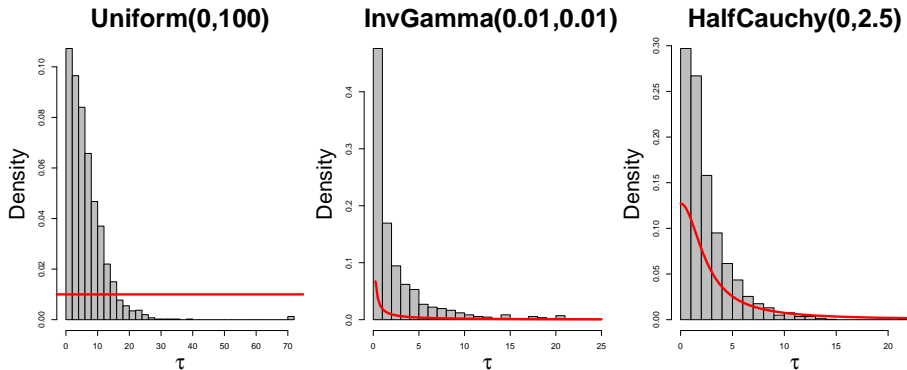 Uniform(0,100)
Density
0.00 0.02 0.04 0.06 0.08 0.10
0 10 20 30 40 50 60 70
τ
InvGamma(0.01,0.01)
Density
0.0 0.1 0.2 0.3 0.4
0 5 10 15 20 25
τ
HalfCauchy(0,2.5)
Density
0.00 0.05 0.10 0.15 0.20 0.25 0.30
0 5 10 15 20
τ